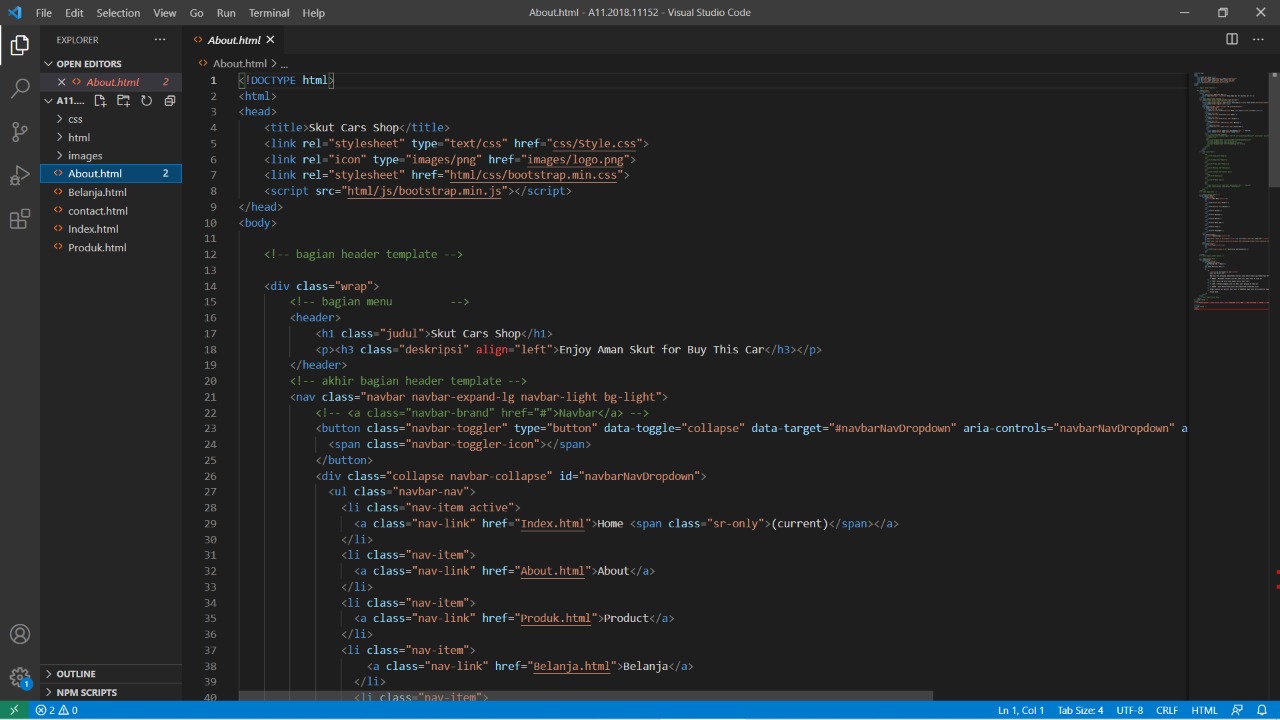 File Edit Selection View Go Run Terminal Help
About.html - A11.2018.11152 - Visual Studio Code
EXPLORER
OPEN EDITORS
About.html 2
A11....
css
html
images
About.html 2
Belanja.html
contact.html
Index.html
Produk.html
OUTLINE
NPM SCRIPTS
About.html
About.html > ...
1 <!DOCTYPE html>
2 <html>
3 <head>
4 <title>Skut Cars Shop</title>
5 <link rel="stylesheet" type="text/css" href="css/Style.css">
6 <link rel="icon" type="images/png" href="images/logo.png">
7 <link rel="stylesheet" href="html/css/bootstrap.min.css">
8 <script src="html/js/bootstrap.min.js"></script>
9 </head>
10 <body>
11
12 <!-- bagian header template -->
13
14 <div class="wrap">
15 <!-- bagian menu -->
16 <header>
17 <h1 class="judul">Skut Cars Shop</h1>
18 <p><h3 class="deskripsi" align="left">Enjoy Aman Skut for Buy This Car</h3></p>
19 </header>
20 <!-- akhir bagian header template -->
21 <nav class="navbar navbar-expand-lg navbar-light bg-light">
22 <!-- <a class="navbar-brand" href="#">Navbar</a> -->
23 <button class="navbar-toggler" type="button" data-toggle="collapse" data-target="#navbarNavDropdown" aria-controls="navbarNavDropdown" a
24 <span class="navbar-toggler-icon"></span>
25 </button>
26 <div class="collapse navbar-collapse" id="navbarNavDropdown">
27 <ul class="navbar-nav">
28 <li class="nav-item active">
29 <a class="nav-link" href="Index.html">Home <span class="sr-only">(current)</span></a>
30 </li>
31 <li class="nav-item">
32 <a class="nav-link" href="About.html">About</a>
33 </li>
34 <li class="nav-item">
35 <a class="nav-link" href="Produk.html">Product</a>
36 </li>
37 <li class="nav-item">
38 <a class="nav-link" href="Belanja.html">Belanja</a>
39 </li>
40 <li class="nav-item">
1
2 0
Ln 1, Col 1 Tab Size: 4 UTF-8 CRLF HTML